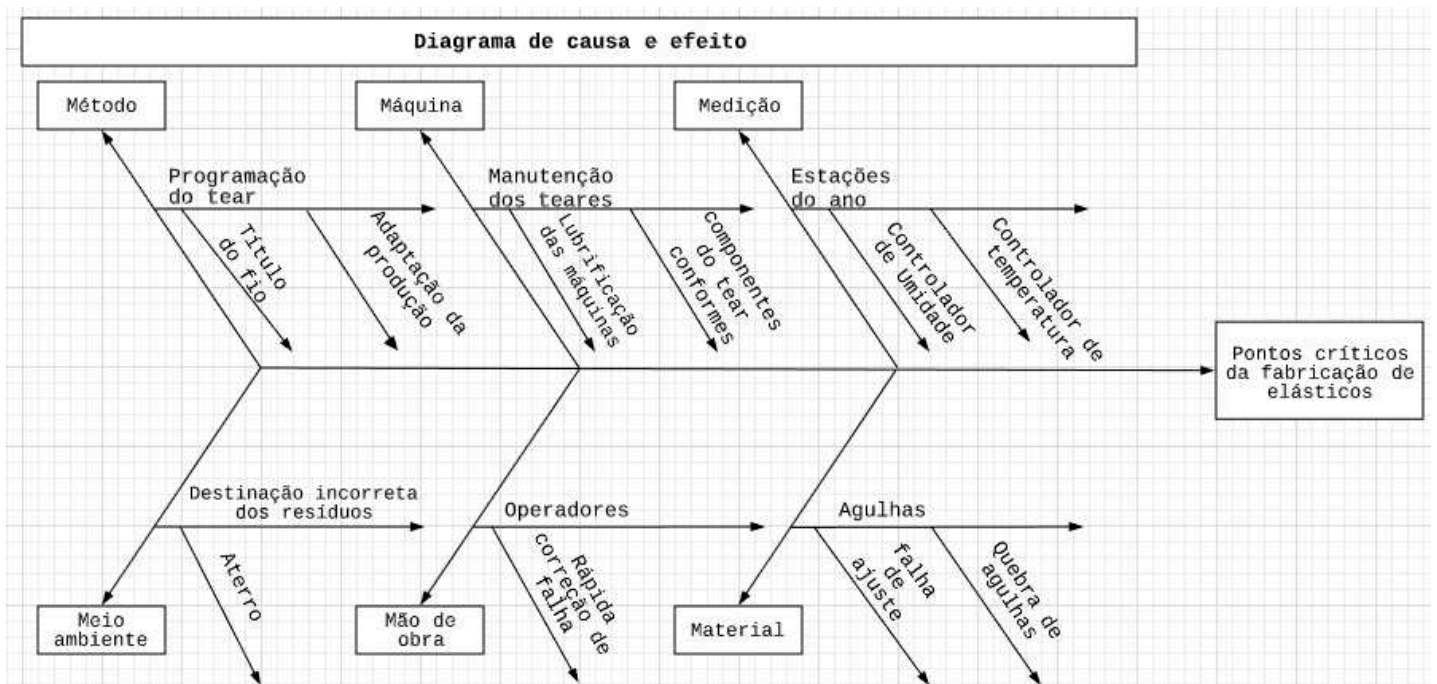 Diagrama de causa e efeito
Método
Máquina
Medição
Programação
do tear
Título
do fio
Adaptação da
produção
Manutenção
dos teares
Lubrificação
das máquinas
componentes
do tear
conformes
Estações
do ano
Controlador
de Umidade
Controlador de
temperatura
Pontos críticos
da fabricação de
elásticos
Destinação incorreta
dos resíduos
Aterro
Operadores
Rápida
correção de
falha
Agulhas
falha
de
ajuste
Quebra de
agulhas
Meio
ambiente
Mão de
obra
Material